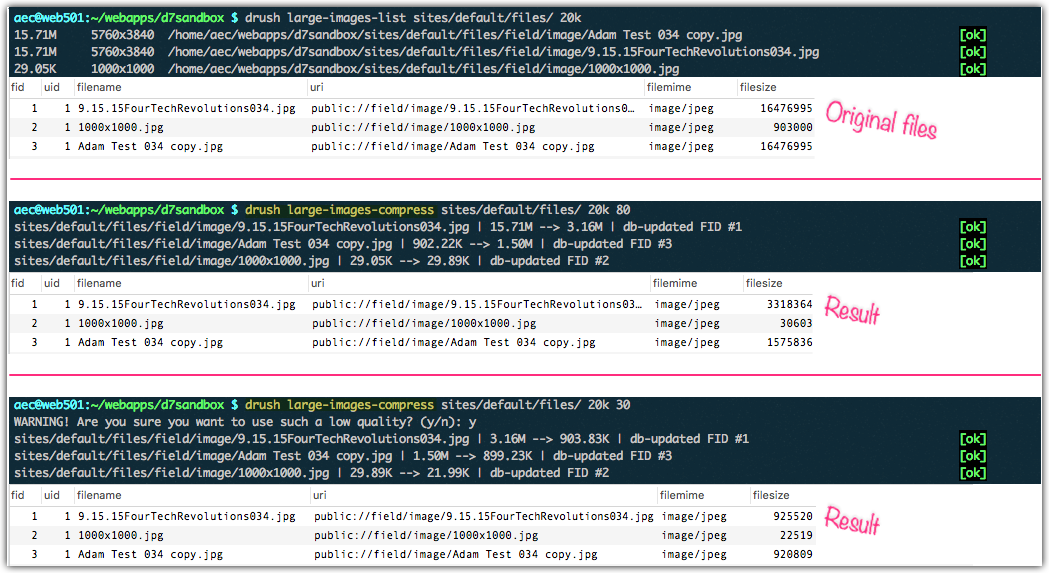 aec@web501:~/webapps/d7sandbox $ drush large-images-list sites/default/files/ 20k
15.71M 5760x3840 /home/aec/webapps/d7sandbox/sites/default/files/field/image/Adam Test 034 copy.jpg [ok]
15.71M 5760x3840 /home/aec/webapps/d7sandbox/sites/default/files/field/image/9.15.15FourTechRevolutions034.jpg [ok]
29.05K 1000x1000 /home/aec/webapps/d7sandbox/sites/default/files/field/image/1000x1000.jpg [ok]
fid uid filename uri filemime filesize
1 1 9.15.15FourTechRevolutions034.jpg public://field/image/9.15.15FourTechRevolutions0... image/jpeg 16476995
2 1 1000x1000.jpg public://field/image/1000x1000.jpg image/jpeg 903000
3 1 Adam Test 034 copy.jpg public://field/image/Adam Test 034 copy.jpg image/jpeg 16476995
Original files
aec@web501:~/webapps/d7sandbox $ drush large-images-compress sites/default/files/ 20k 80
sites/default/files/field/image/9.15.15FourTechRevolutions034.jpg | 15.71M --> 3.16M | db-updated FID #1 [ok]
sites/default/files/field/image/Adam Test 034 copy.jpg | 902.22K --> 1.50M | db-updated FID #3 [ok]
sites/default/files/field/image/1000x1000.jpg | 29.05K --> 29.89K | db-updated FID #2 [ok]
fid uid filename uri filemime filesize
1 1 9.15.15FourTechRevolutions034.jpg public://field/image/9.15.15FourTechRevolutions03... image/jpeg 3318364
2 1 1000x1000.jpg public://field/image/1000x1000.jpg image/jpeg 30603
3 1 Adam Test 034 copy.jpg public://field/image/Adam Test 034 copy.jpg image/jpeg 1575836
Result
aec@web501:~/webapps/d7sandbox $ drush large-images-compress sites/default/files/ 20k 30
WARNING! Are you sure you want to use such a low quality? (y/n): y
sites/default/files/field/image/9.15.15FourTechRevolutions034.jpg | 3.16M --> 903.83K | db-updated FID #1 [ok]
sites/default/files/field/image/Adam Test 034 copy.jpg | 1.50M --> 899.23K | db-updated FID #3 [ok]
sites/default/files/field/image/1000x1000.jpg | 29.89K --> 21.99K | db-updated FID #2 [ok]
fid uid filename uri filemime filesize
1 1 9.15.15FourTechRevolutions034.jpg public://field/image/9.15.15FourTechRevolutions034.jpg image/jpeg 925520
2 1 1000x1000.jpg public://field/image/1000x1000.jpg image/jpeg 22519
3 1 Adam Test 034 copy.jpg public://field/image/Adam Test 034 copy.jpg image/jpeg 920809
Result